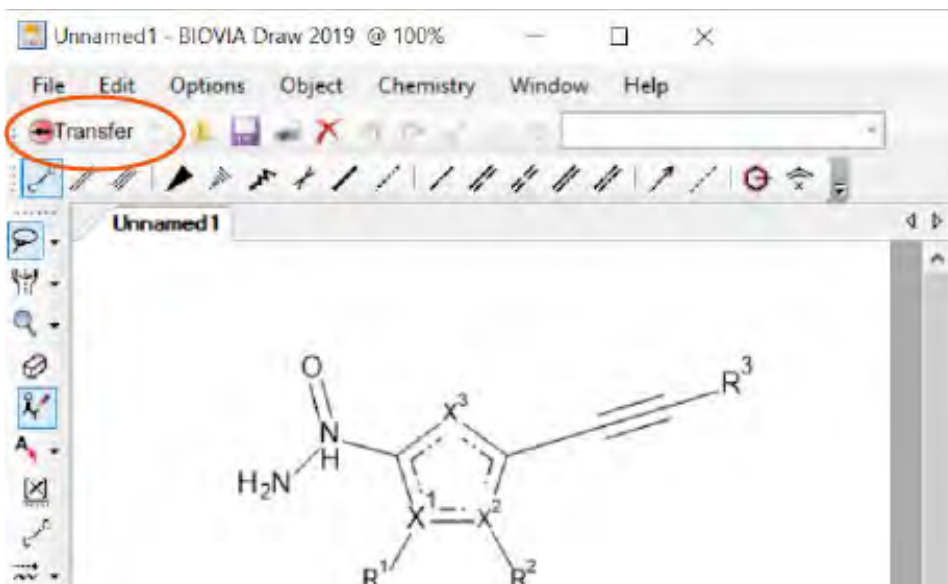 Unnamed1 - BIOVIA Draw 2019 @ 100%
File Edit Options Object Chemistry Window Help
Transfer
Unnamed1
O
R3
X3
N
H
H2N
X1
X2
R1
R2
A